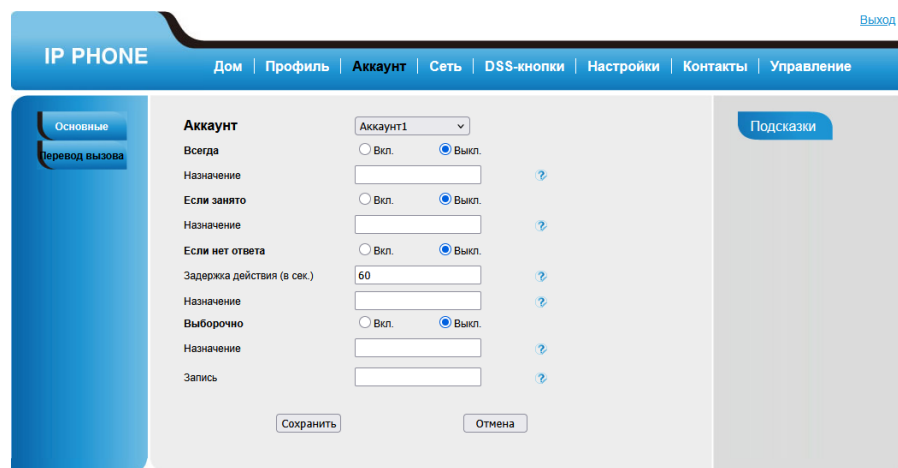 Выход
IP PHONE
Дом | Профиль | Аккаунт | Сеть | DSS-кнопки | Настройки | Контакты | Управление
Основные
Перевод вызова
Аккаунт Аккаунт1
Всегда Вкл. Выкл.
Назначение ?
Если занято Вкл. Выкл.
Назначение ?
Если нет ответа Вкл. Выкл.
Задержка действия (в сек.) 60 ?
Назначение ?
Выборочно Вкл. Выкл.
Назначение ?
Запись ?
Сохранить Отмена
Подсказки